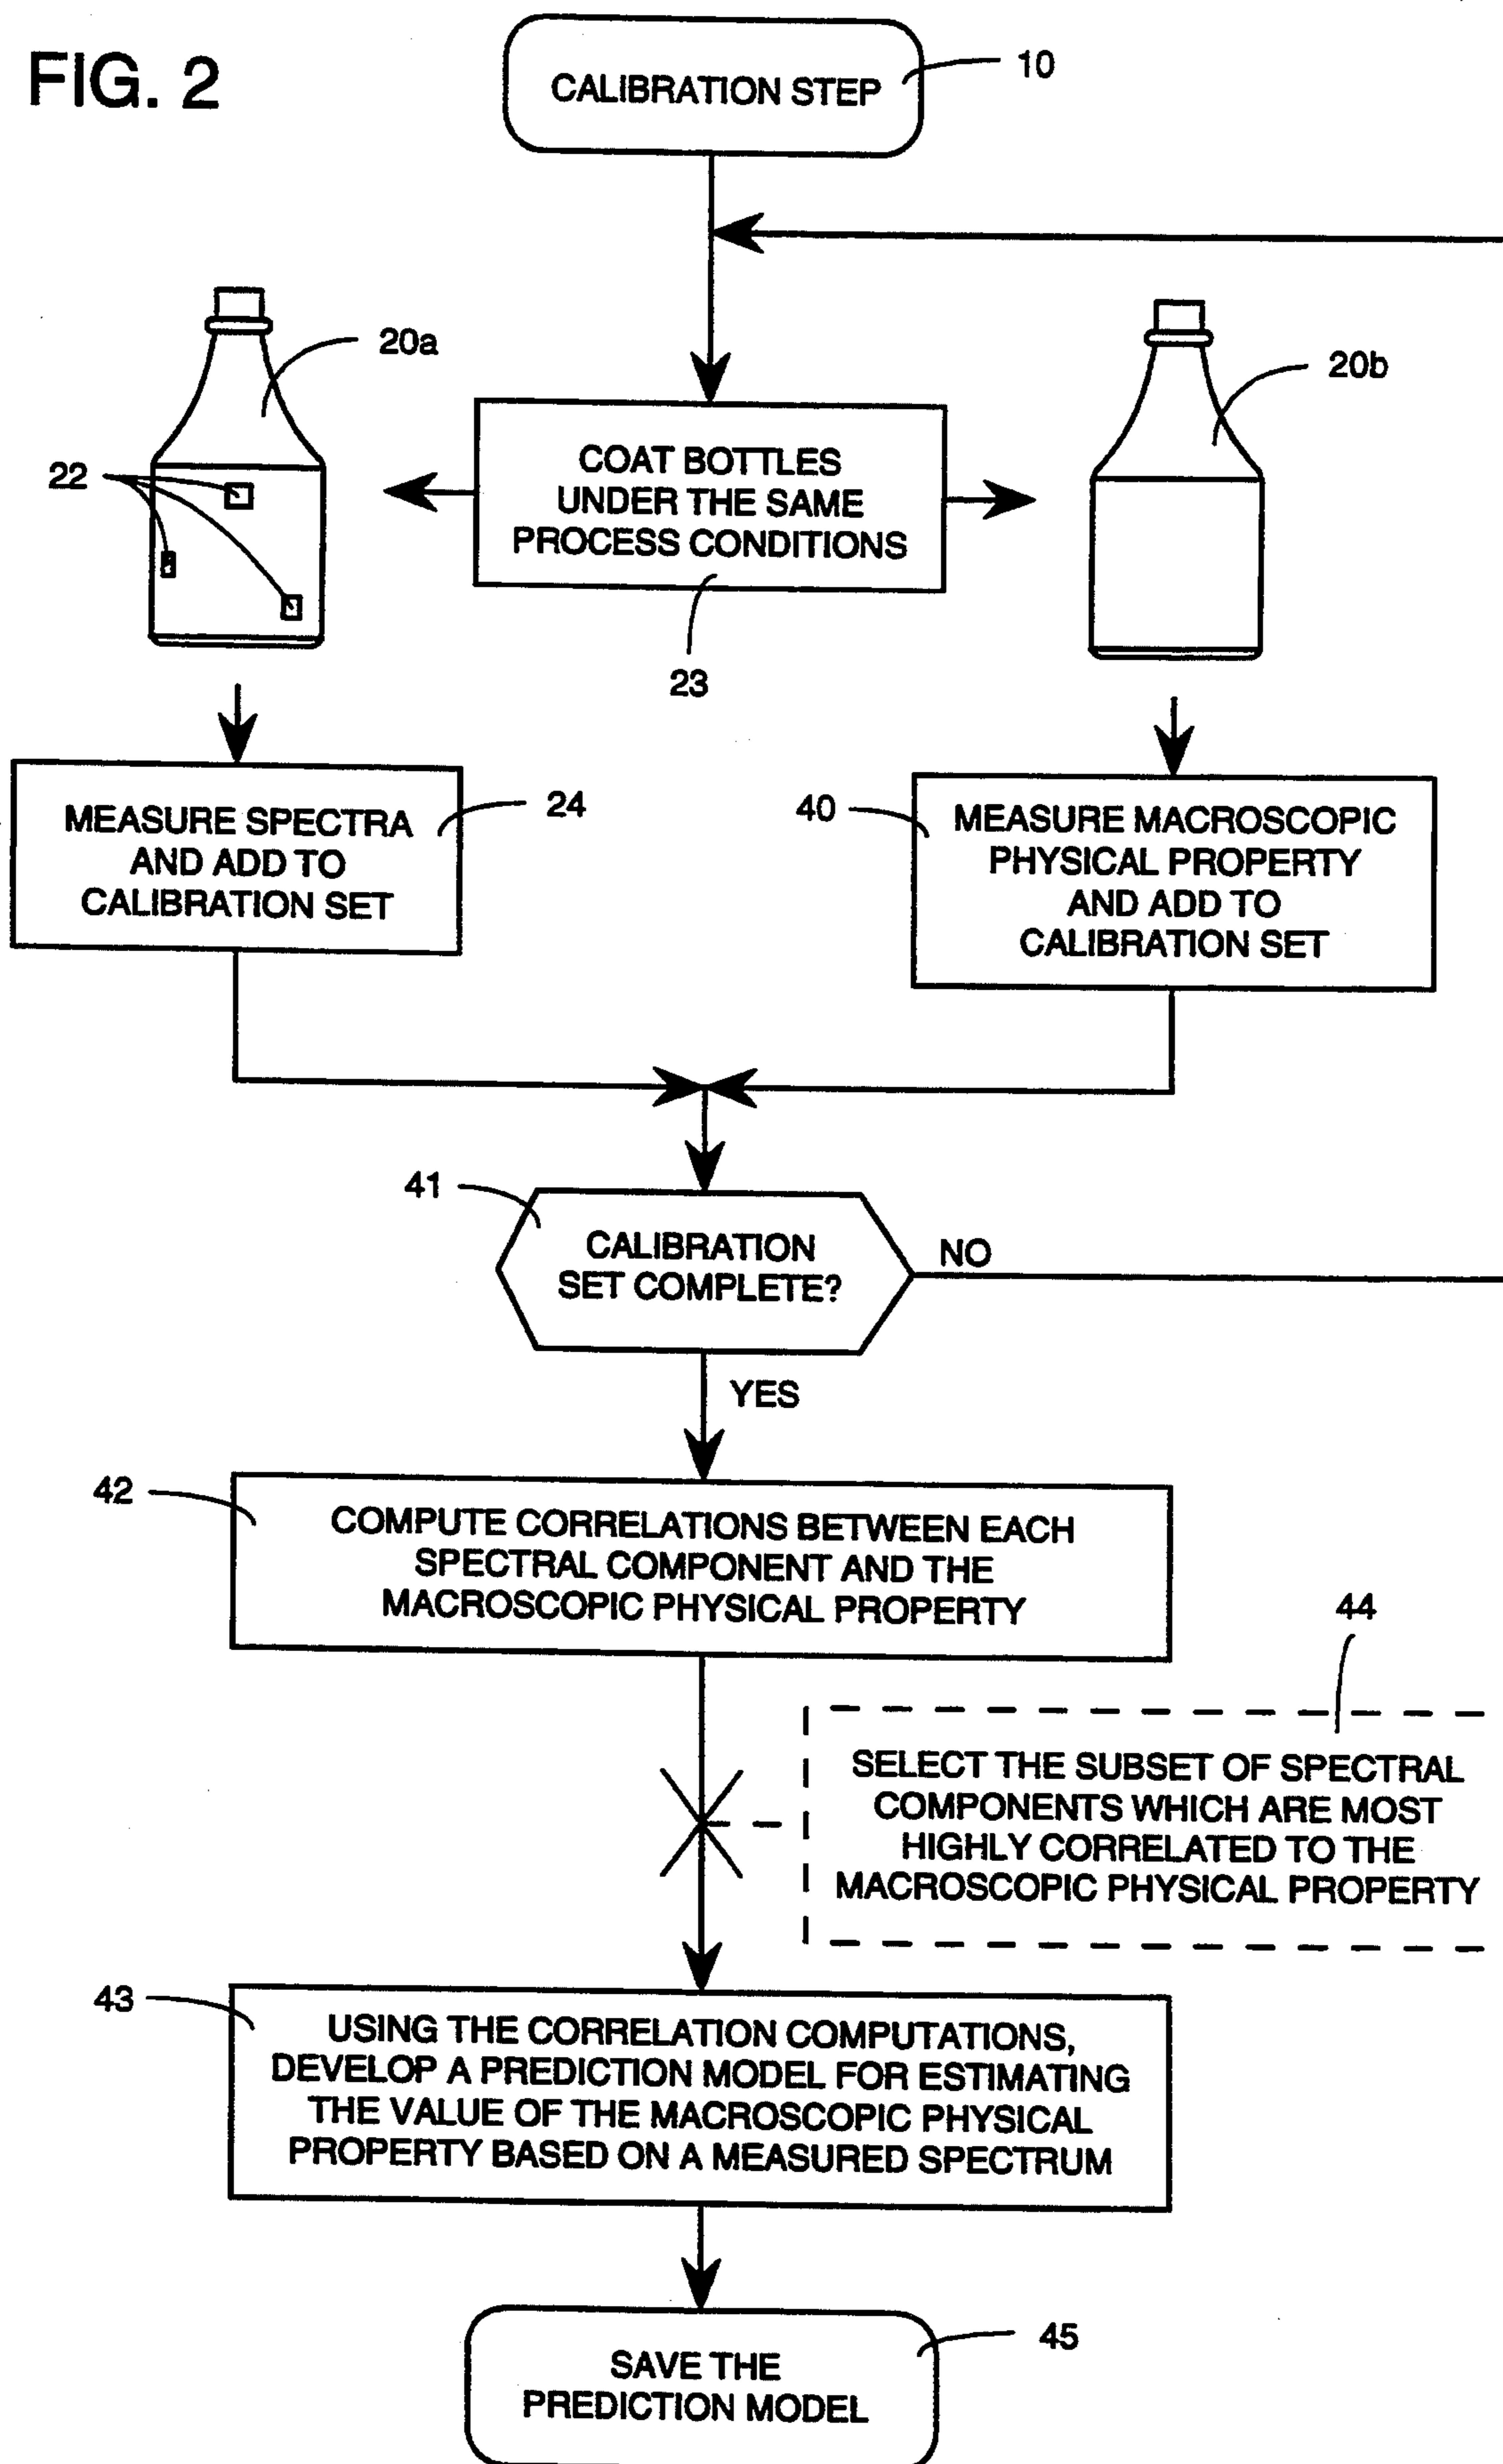 FIG. 2
CALIBRATION STEP
10
20a
20b
22
COAT BOTTLES
UNDER THE SAME
PROCESS CONDITIONS
23
MEASURE SPECTRA
AND ADD TO
CALIBRATION SET
24
40
MEASURE MACROSCOPIC
PHYSICAL PROPERTY
AND ADD TO
CALIBRATION SET
41
CALIBRATION
SET COMPLETE?
NO
YES
42
COMPUTE CORRELATIONS BETWEEN EACH
SPECTRAL COMPONENT AND THE
MACROSCOPIC PHYSICAL PROPERTY
44
SELECT THE SUBSET OF SPECTRAL
COMPONENTS WHICH ARE MOST
HIGHLY CORRELATED TO THE
MACROSCOPIC PHYSICAL PROPERTY
43
USING THE CORRELATION COMPUTATIONS,
DEVELOP A PREDICTION MODEL FOR ESTIMATING
THE VALUE OF THE MACROSCOPIC PHYSICAL
PROPERTY BASED ON A MEASURED SPECTRUM
45
SAVE THE
PREDICTION MODEL